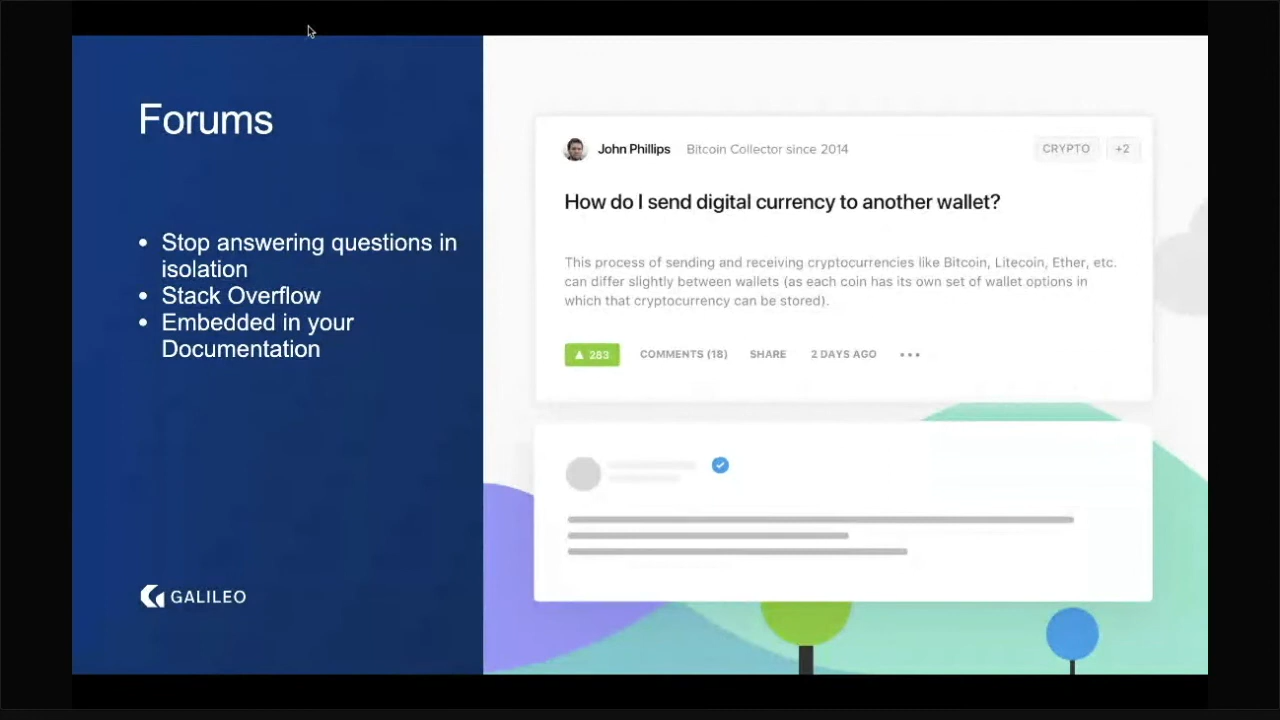 Forums
• Stop answering questions in
isolation
• Stack Overflow
• Embedded in your
Documentation
GALILEO
John Phillips Bitcoin Collector since 2014 CRYPTO +2
How do I send digital currency to another wallet?
This process of sending and receiving cryptocurrencies like Bitcoin, Litecoin, Ether, etc.
can differ slightly between wallets (as each coin has its own set of wallet options in
which that cryptocurrency can be stored).
▲ 283 COMMENTS (18) SHARE 2 DAYS AGO •••